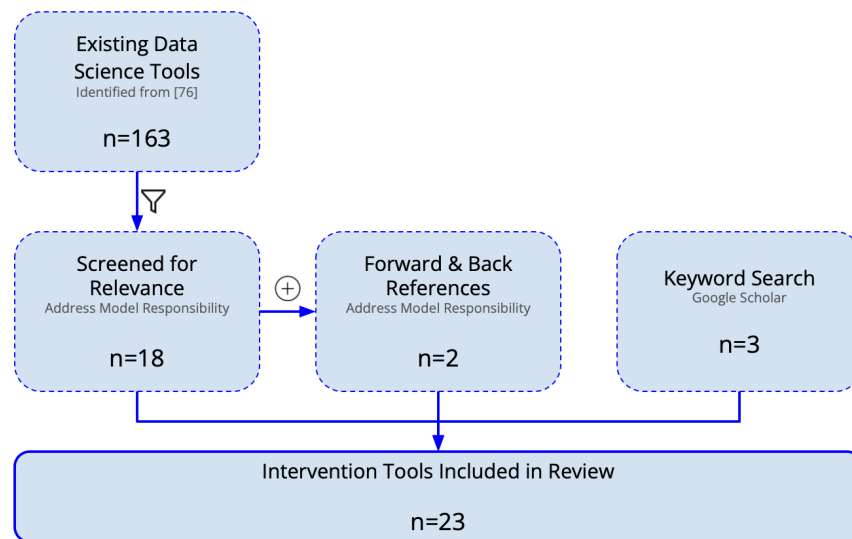 Existing Data
Science Tools
Identified from [76]
n=163
Screened for
Relevance
Address Model Responsibility
n=18
Forward & Back
References
Address Model Responsibility
n=2
Keyword Search
Google Scholar
n=3
Intervention Tools Included in Review
n=23